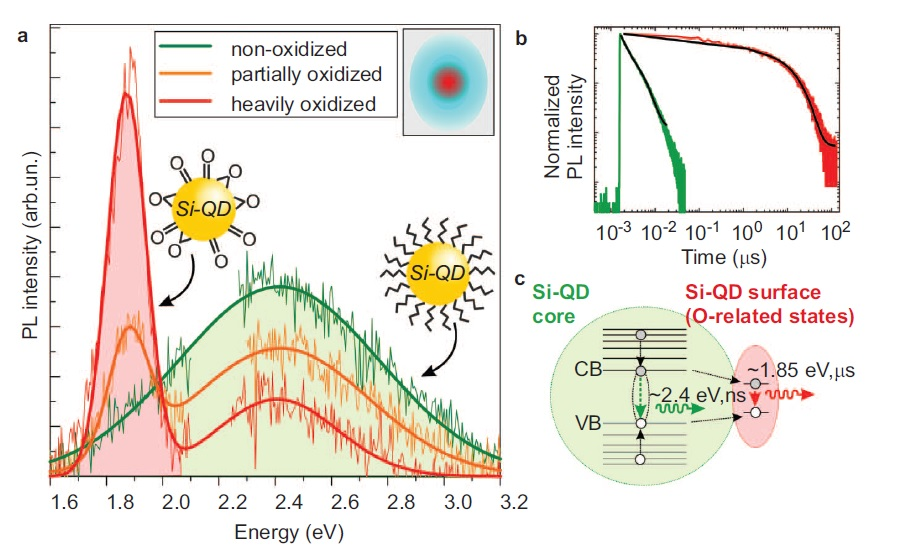 a
non-oxidized
partially oxidized
heavily oxidized
PL intensity (arb.un.)
O O O O O O O O O O
Si-QD
Si-QD
1.6 1.8 2.0 2.2 2.4 2.6 2.8 3.0 3.2
Energy (eV)
b
Normalized
PL intensity
10-3 10-2 10-1 100 101 102
Time (μs)
c
Si-QD
core
Si-QD surface
(O-related states)
CB
VB
~2.4 eV,ns
~1.85 eV,μs